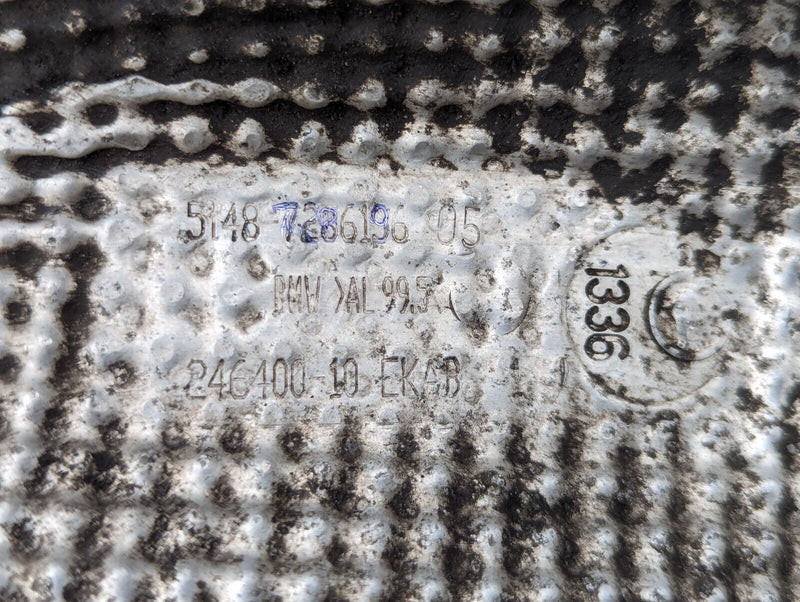 5148 7286196 05
BMW >AL 99.5<
246400-10 EKAB
1336